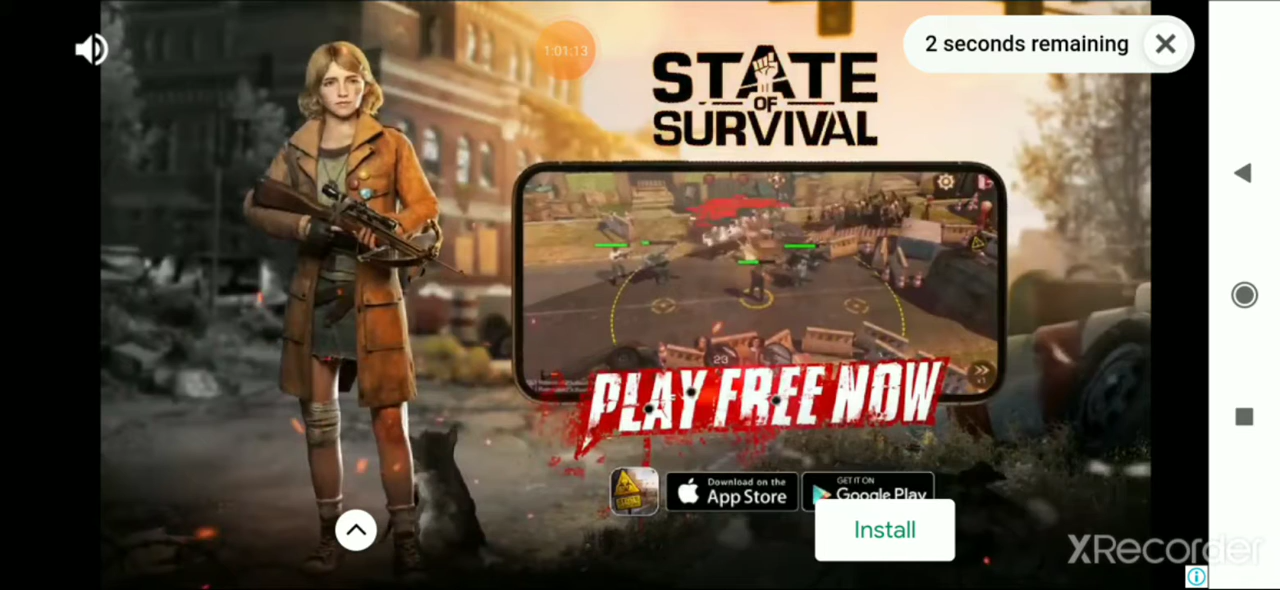 1:01:13
2 seconds remaining
STATE
OF
SURVIVAL
23
PLAY FREE NOW
Download on the
App Store
GET IT ON
Google Play
Install
XRecorder